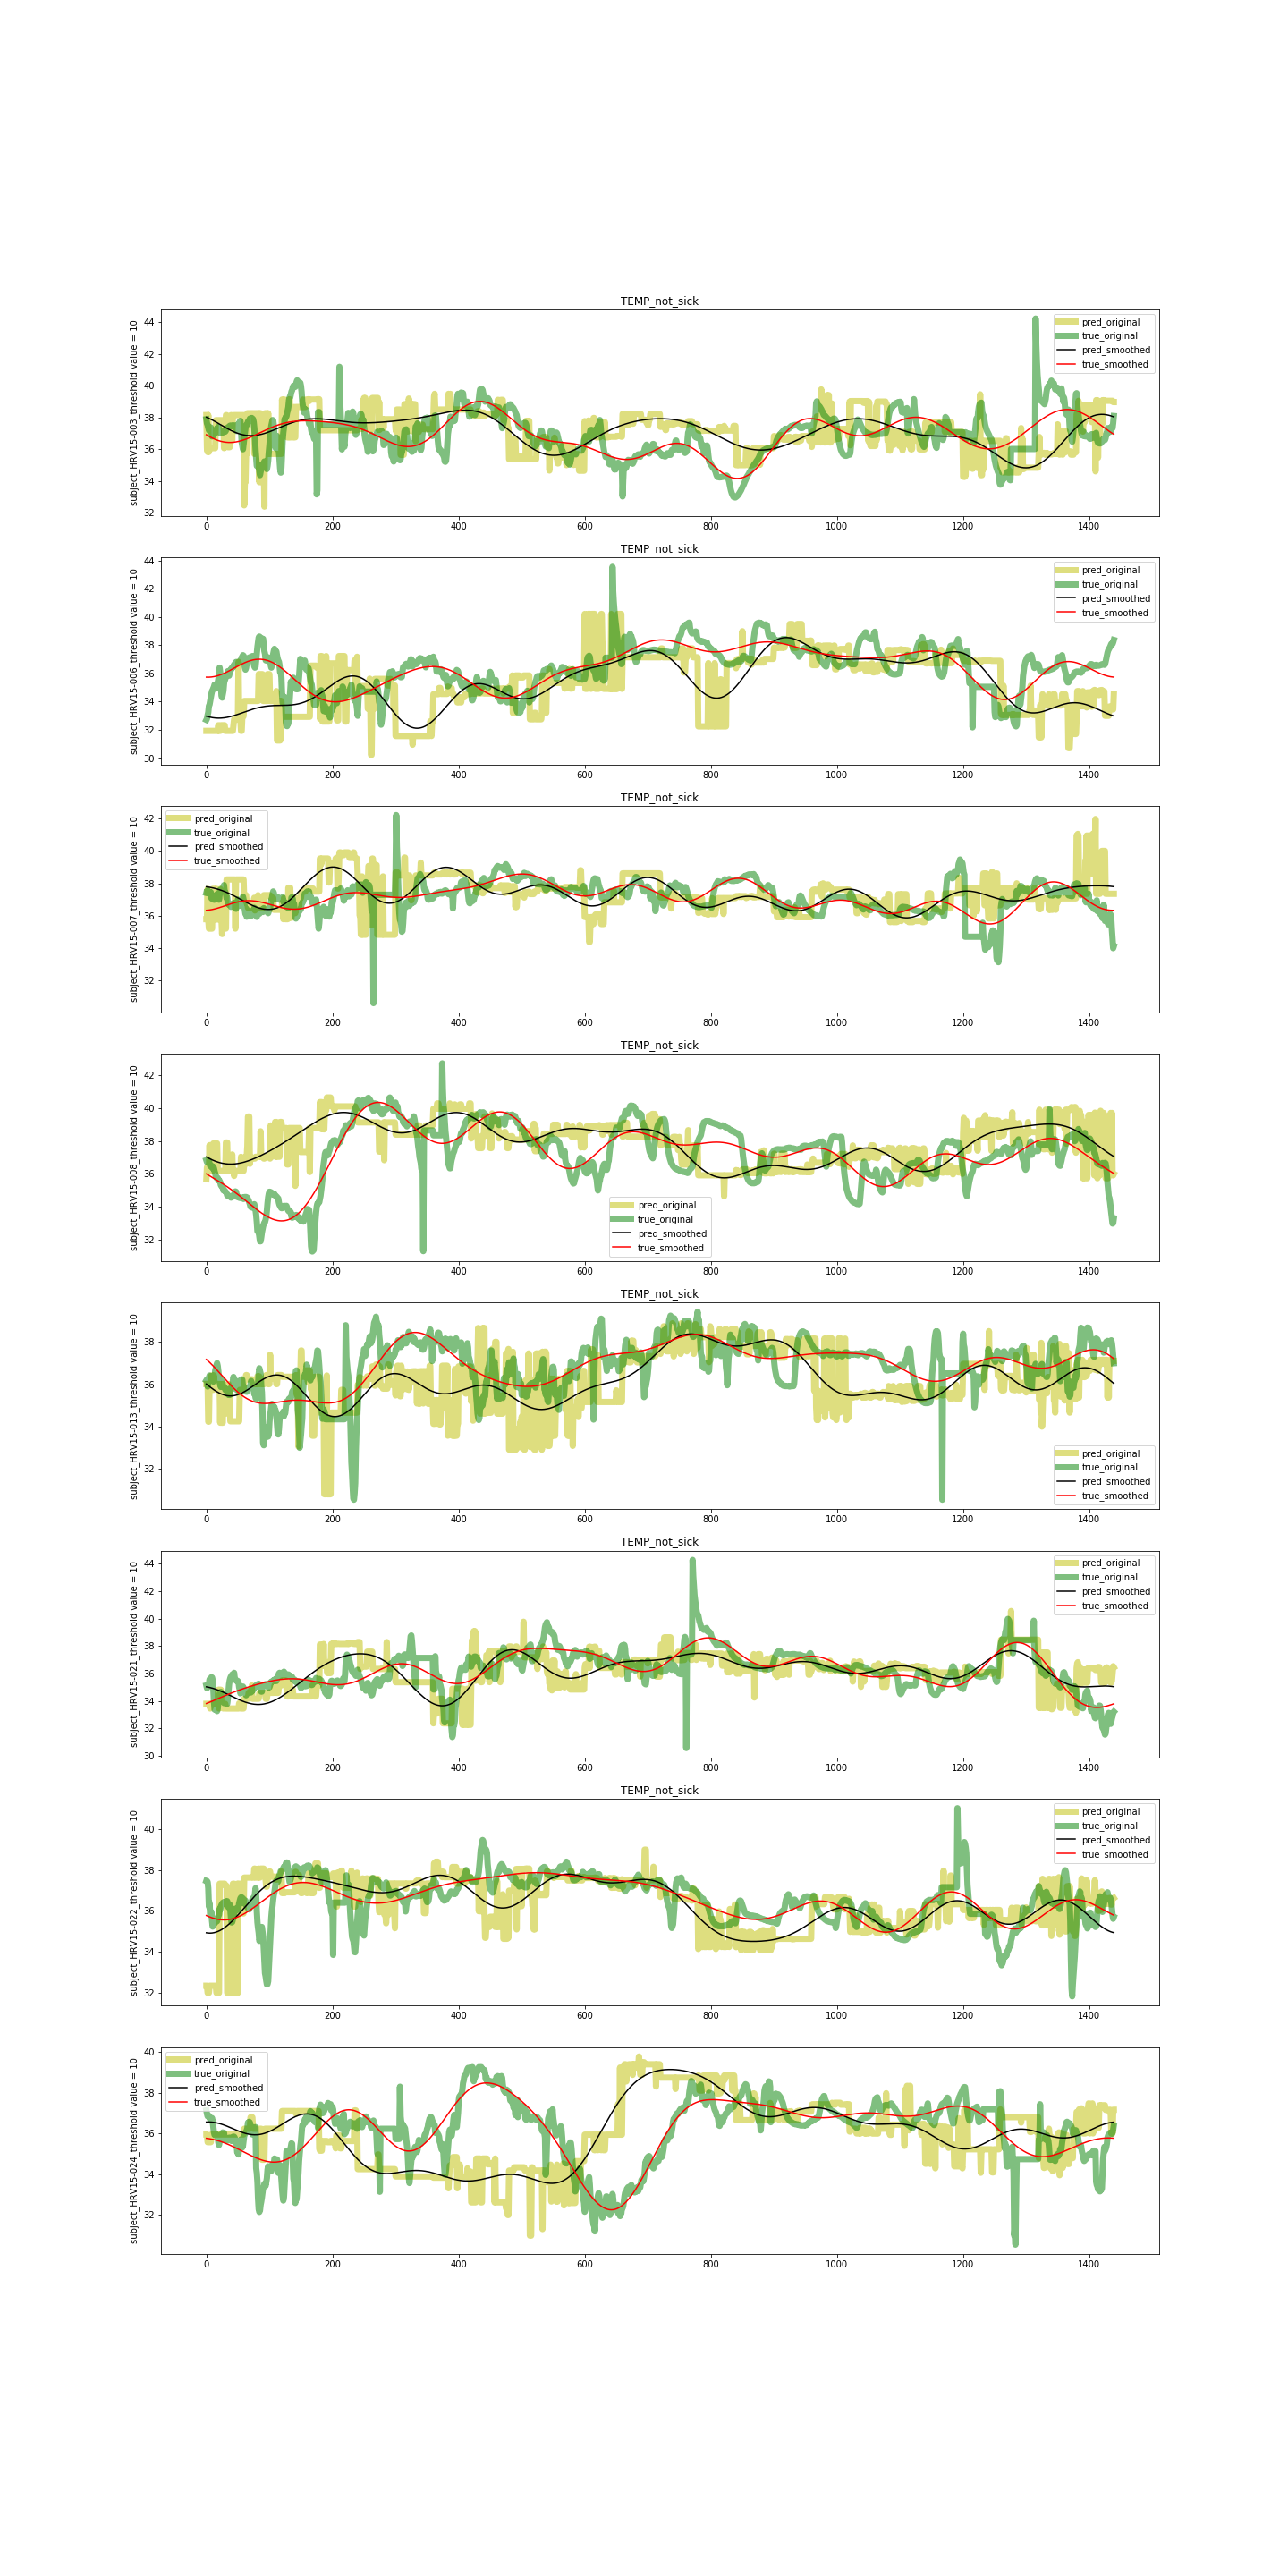 TEMP_not_sick
subject_HRV15-003_threshold value = 10
44
42
40
38
36
34
32
pred_original
true_original
pred_smoothed
true_smoothed
0 200 400 600 800 1000 1200 1400
TEMP_not_sick
subject_HRV15-006_threshold value = 10
44
42
40
38
36
34
32
30
pred_original
true_original
pred_smoothed
true_smoothed
0 200 400 600 800 1000 1200 1400
TEMP_not_sick
subject_HRV15-007_threshold value = 10
42
40
38
36
34
32
pred_original
true_original
pred_smoothed
true_smoothed
0 200 400 600 800 1000 1200 1400
TEMP_not_sick
subject_HRV15-008_threshold value = 10
42
40
38
36
34
32
pred_original
true_original
pred_smoothed
true_smoothed
0 200 400 600 800 1000 1200 1400
TEMP_not_sick
subject_HRV15-013_threshold value = 10
38
36
34
32
pred_original
true_original
pred_smoothed
true_smoothed
0 200 400 600 800 1000 1200 1400
TEMP_not_sick
subject_HRV15-021_threshold value = 10
44
42
40
38
36
34
32
30
pred_original
true_original
pred_smoothed
true_smoothed
0 200 400 600 800 1000 1200 1400
TEMP_not_sick
subject_HRV15-022_threshold value = 10
40
38
36
34
32
pred_original
true_original
pred_smoothed
true_smoothed
0 200 400 600 800 1000 1200 1400
subject_HRV15-024_threshold value = 10
40
38
36
34
32
pred_original
true_original
pred_smoothed
true_smoothed
0 200 400 600 800 1000 1200 1400